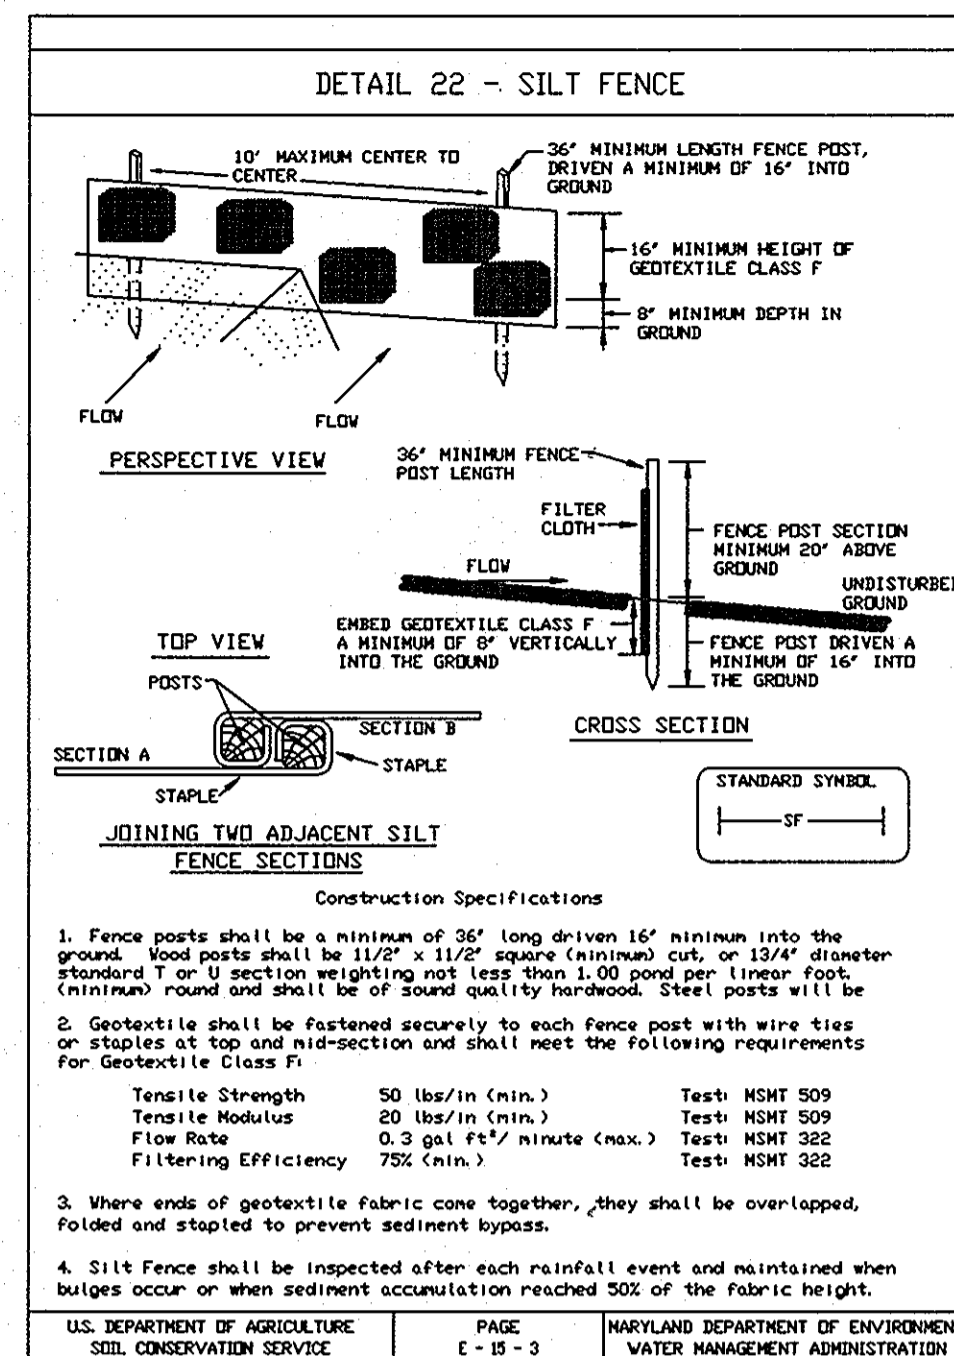 DETAIL 22 - SILT FENCE
10' MAXIMUM CENTER TO
CENTER
36" MINIMUM LENGTH FENCE POST,
DRIVEN A MINIMUM OF 16" INTO
GROUND
16" MINIMUM HEIGHT OF
GEOTEXTILE CLASS F
8" MINIMUM DEPTH IN
GROUND
FLOW
FLOW
PERSPECTIVE VIEW
36" MINIMUM FENCE
POST LENGTH
FILTER
CLOTH
FENCE POST SECTION
MINIMUM 20" ABOVE
GROUND
FLOW
UNDISTURBED
GROUND
EMBED GEOTEXTILE CLASS F
A MINIMUM OF 8" VERTICALLY
INTO THE GROUND
FENCE POST DRIVEN A
MINIMUM OF 16" INTO
THE GROUND
TOP VIEW
POSTS
SECTION B
SECTION A
STAPLE
STAPLE
CROSS SECTION
STANDARD SYMBOL
SF
JOINING TWO ADJACENT SILT
FENCE SECTIONS
Construction Specifications
1. Fence posts shall be a minimum of 36" long driven 16" minimum into the
ground. Wood posts shall be 11/2" x 11/2" square (minimum) cut, or 13/4" diameter
standard T or U section weighting not less than 1.00 pond per linear foot.
(minimum) round and shall be of sound quality hardwood. Steel posts will be
2. Geotextile shall be fastened securely to each fence post with wire ties
or staples at top and mid-section and shall meet the following requirements
for Geotextile Class F:
Tensile Strength 50 lbs/in (min.) Test: MSMT 509
Tensile Modulus 20 lbs/in (min.) Test: MSMT 509
Flow Rate 0.3 gal ft²/ minute (max.) Test: MSMT 322
Filtering Efficiency 75% (min.) Test: MSMT 322
3. Where ends of geotextile fabric come together, they shall be overlapped,
folded and stapled to prevent sediment bypass.
4. Silt Fence shall be inspected after each rainfall event and maintained when
bulges occur or when sediment accumulation reached 50% of the fabric height.
U.S. DEPARTMENT OF AGRICULTURE
SOIL CONSERVATION SERVICE
PAGE
E - 15 - 3
MARYLAND DEPARTMENT OF ENVIRONMEN
WATER MANAGEMENT ADMINISTRATION